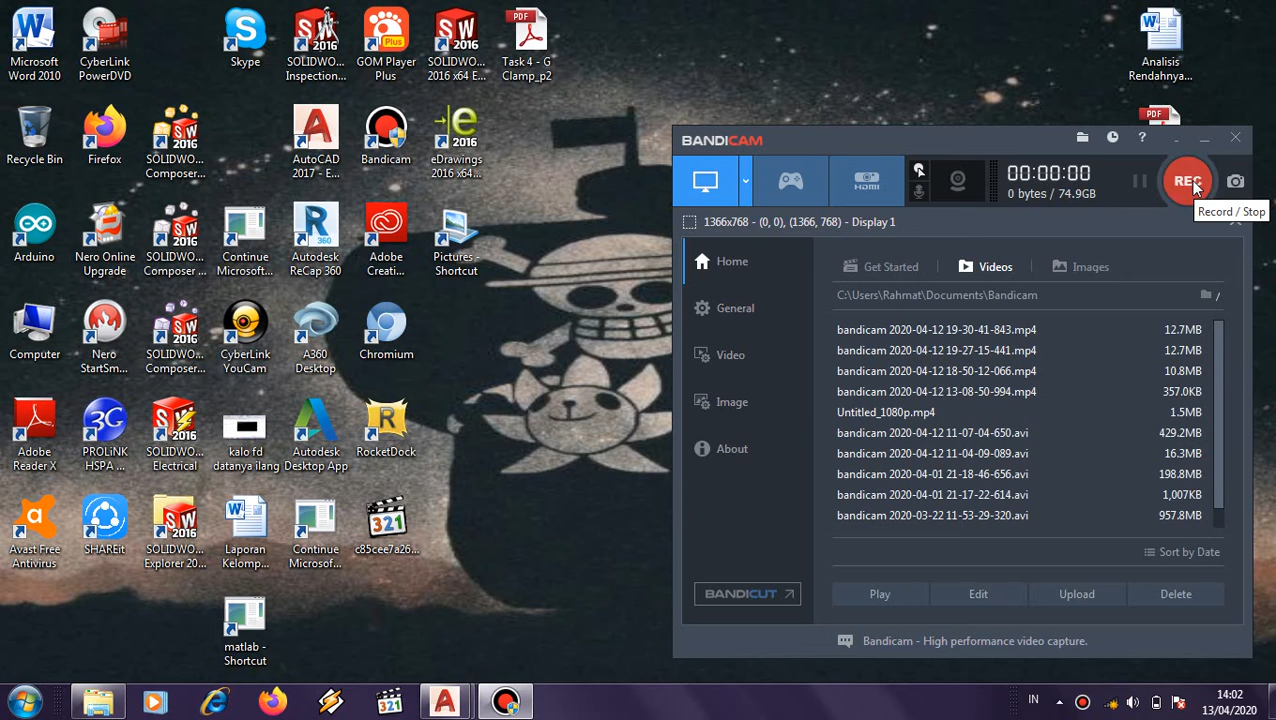 Microsoft
Word 2010
CyberLink
PowerDVD
Skype
SOLIDWO...
Inspection...
GOM Player
Plus
SOLIDWO...
2016 x64 E...
Task 4 - G
Clamp_p2
Analisis
Rendahnya...
Recycle Bin
Firefox
SOLIDWO...
Composer...
AutoCAD
2017 - E...
Bandicam
eDrawings
2016 x64...
Arduino
Nero Online
Upgrade
SOLIDWO...
Composer ...
Continue
Microsoft...
Autodesk
ReCap 360
Adobe
Creati...
Pictures -
Shortcut
Computer
Nero
StartSm...
SOLIDWO...
Composer...
CyberLink
YouCam
A360
Desktop
Chromium
Adobe
Reader X
PROLiNK
HSPA ...
SOLIDWO...
Electrical
kalo fd
datanya ilang
Autodesk
Desktop App
RocketDock
Avast Free
Antivirus
SHAREit
SOLIDWO...
Explorer 20...
Laporan
Kelomp...
Continue
Microsof...
c85cee7a26...
matlab -
Shortcut
BANDICAM
HDMI
00:00:00
0 bytes / 74.9GB
REC
Record / Stop
1366x768 - (0, 0), (1366, 768) - Display 1
Home
General
Video
Image
About
BANDICUT
Get Started
Videos
Images
C:\Users\Rahmat\Documents\Bandicam
/
bandicam 2020-04-12 19-30-41-843.mp4 12.7MB
bandicam 2020-04-12 19-27-15-441.mp4 12.7MB
bandicam 2020-04-12 18-50-12-066.mp4 10.8MB
bandicam 2020-04-12 13-08-50-994.mp4 357.0KB
Untitled_1080p.mp4 1.5MB
bandicam 2020-04-12 11-07-04-650.avi 429.2MB
bandicam 2020-04-12 11-04-09-089.avi 16.3MB
bandicam 2020-04-01 21-18-46-656.avi 198.8MB
21-17-22-614.avi 1,007KB
11-53-29-320.avi 957.8MB
Sort by Date
Play
Edit
Upload
Delete
Bandicam - High performance video capture.
IN
14:02
13/04/2020